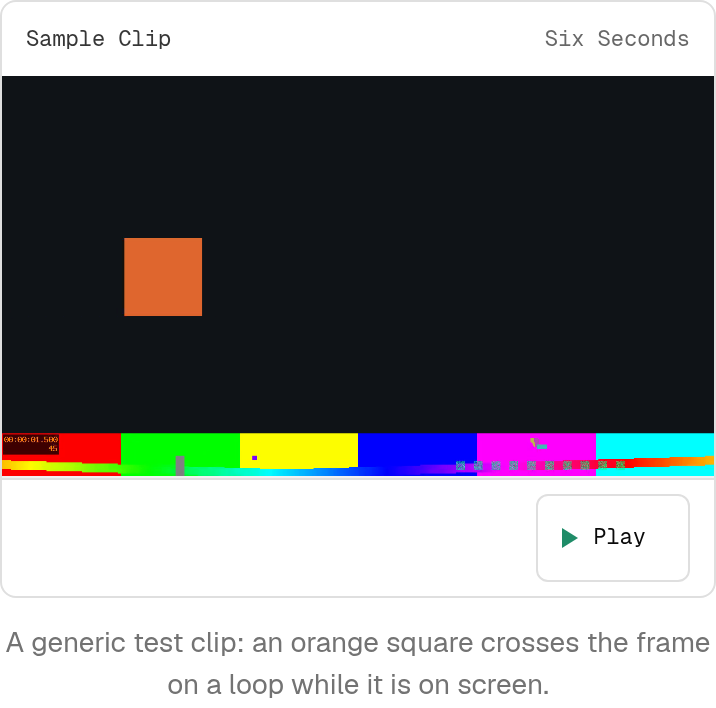 Sample Clip
Six Seconds
00:00:01.500
45
Play
A generic test clip: an orange square crosses the frame
on a loop while it is on screen.